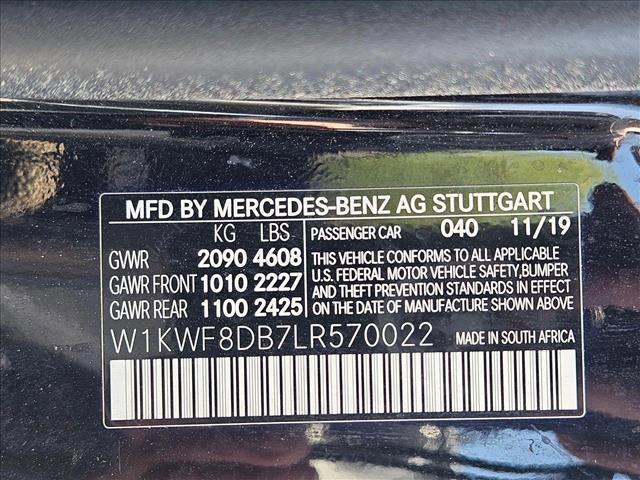 MFD BY MERCEDES-BENZ AG STUTTGART
KG LBS
GVWR 2090 4608
GAWR FRONT 1010 2227
GAWR REAR 1100 2425
PASSENGER CAR 040 11/19
THIS VEHICLE CONFORMS TO ALL APPLICABLE
U.S. FEDERAL MOTOR VEHICLE SAFETY,BUMPER
AND THEFT PREVENTION STANDARDS IN EFFECT
ON THE DATE OF MANUFACTURE SHOWN ABOVE
W1KWF8DB7LR570022 MADE IN SOUTH AFRICA